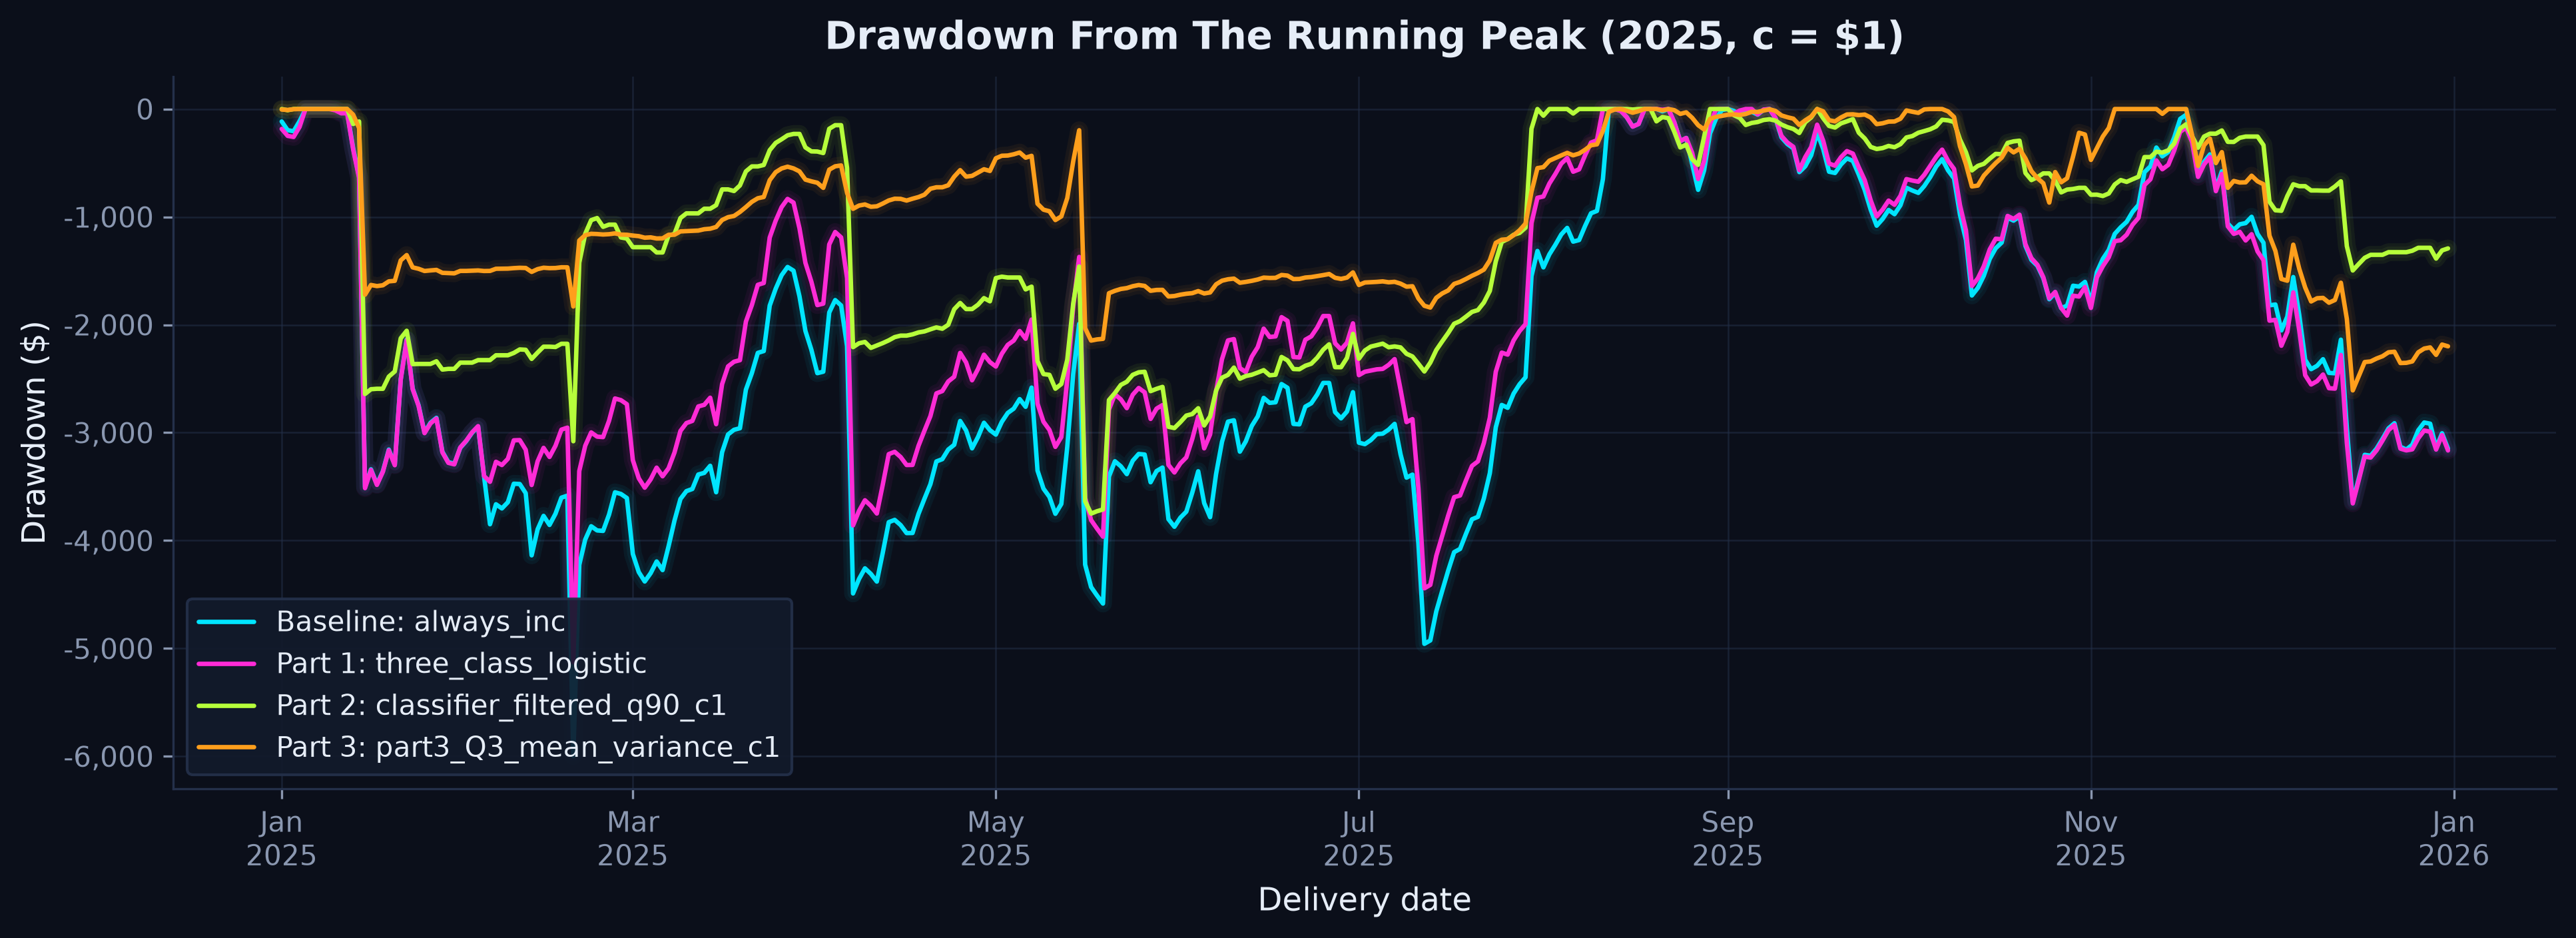 Drawdown From The Running Peak (2025, c = $1)
Drawdown ($)
0
-1,000
-2,000
-3,000
-4,000
-5,000
-6,000
Baseline: always_inc
Part 1: three_class_logistic
Part 2: classifier_filtered_q90_c1
Part 3: part3_Q3_mean_variance_c1
Jan
2025
Mar
2025
May
2025
Jul
2025
Sep
2025
Nov
2025
Jan
2026
Delivery date